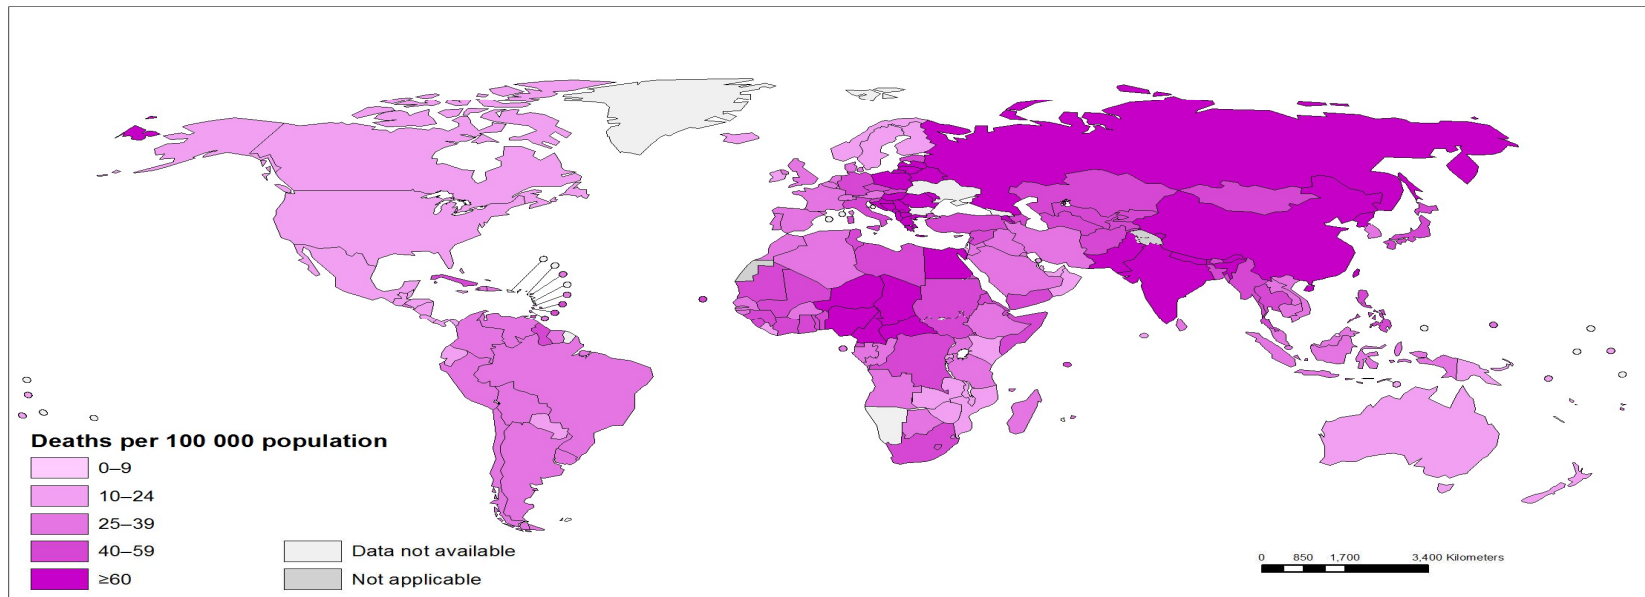 Deaths per 100 000 population
0–9
10–24
25–39
40–59
≥60
Data not available
Not applicable
0 850 1,700 3,400 Kilometers